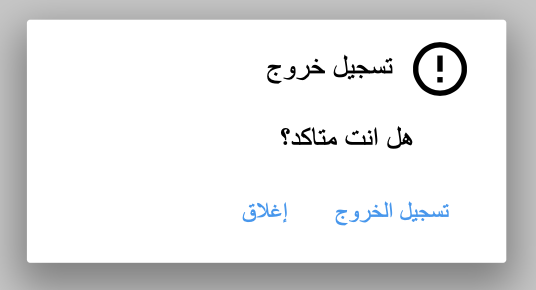 تسجيل خروج
هل انت متاكد؟
تسجيل الخروج إغلاق